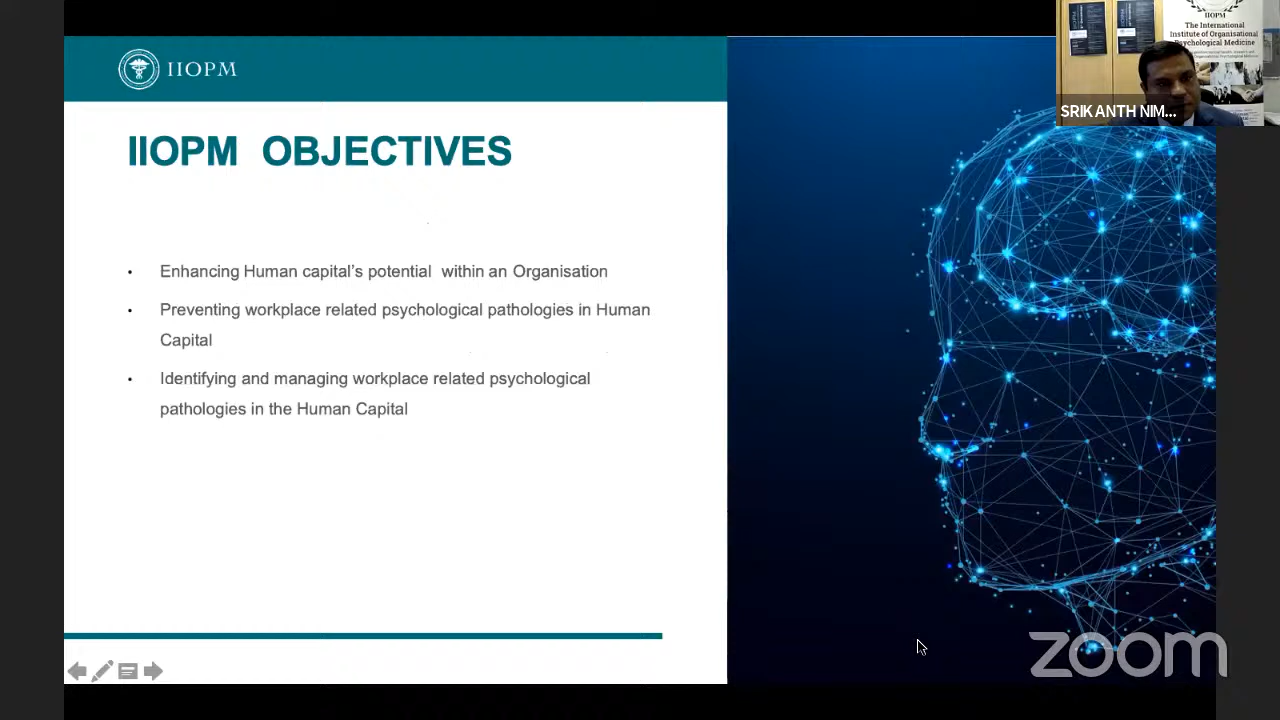 IIOPM
IIOPM OBJECTIVES
• Enhancing Human capital's potential within an Organisation
• Preventing workplace related psychological pathologies in Human
Capital
• Identifying and managing workplace related psychological
pathologies in the Human Capital
IIOPM
The International
Institute of Organisational
Psychological Medicine
SRIKANTH NIM...
zoom